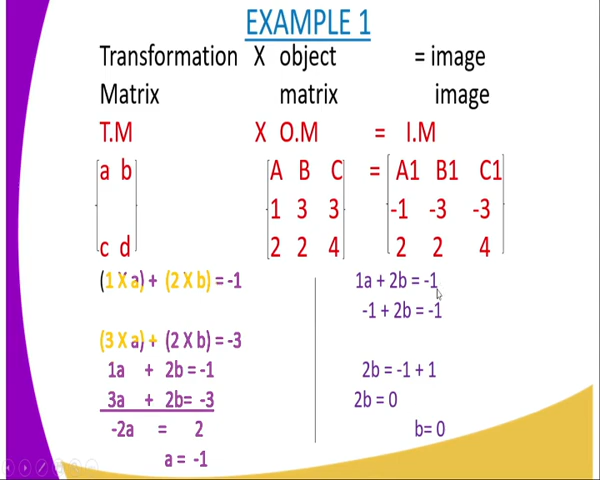 EXAMPLE 1
Transformation X object = image
Matrix matrix image
T.M X O.M = I.M
a b A B C = A1 B1 C1
1 3 3 -1 -3 -3
c d 2 2 4 2 2 4
(1 X a) + (2 X b) = -1
(3 X a) + (2 X b) = -3
1a + 2b = -1
3a + 2b= -3
-2a = 2
a = -1
1a + 2b = -1
-1 + 2b = -1
2b = -1 + 1
2b = 0
b= 0